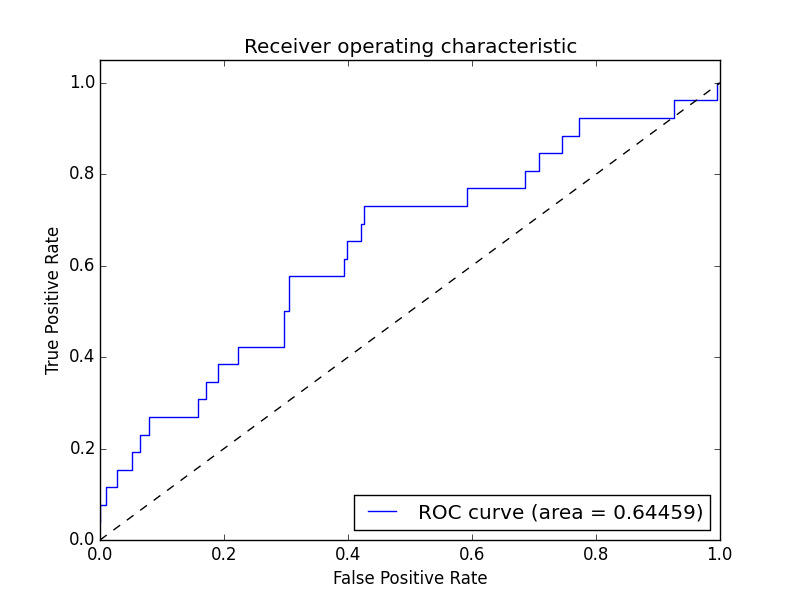 Receiver operating characteristic
1.0
0.8
0.6
0.4
0.2
0.0
True Positive Rate
ROC curve (area = 0.64459)
0.0 0.2 0.4 0.6 0.8 1.0
False Positive Rate